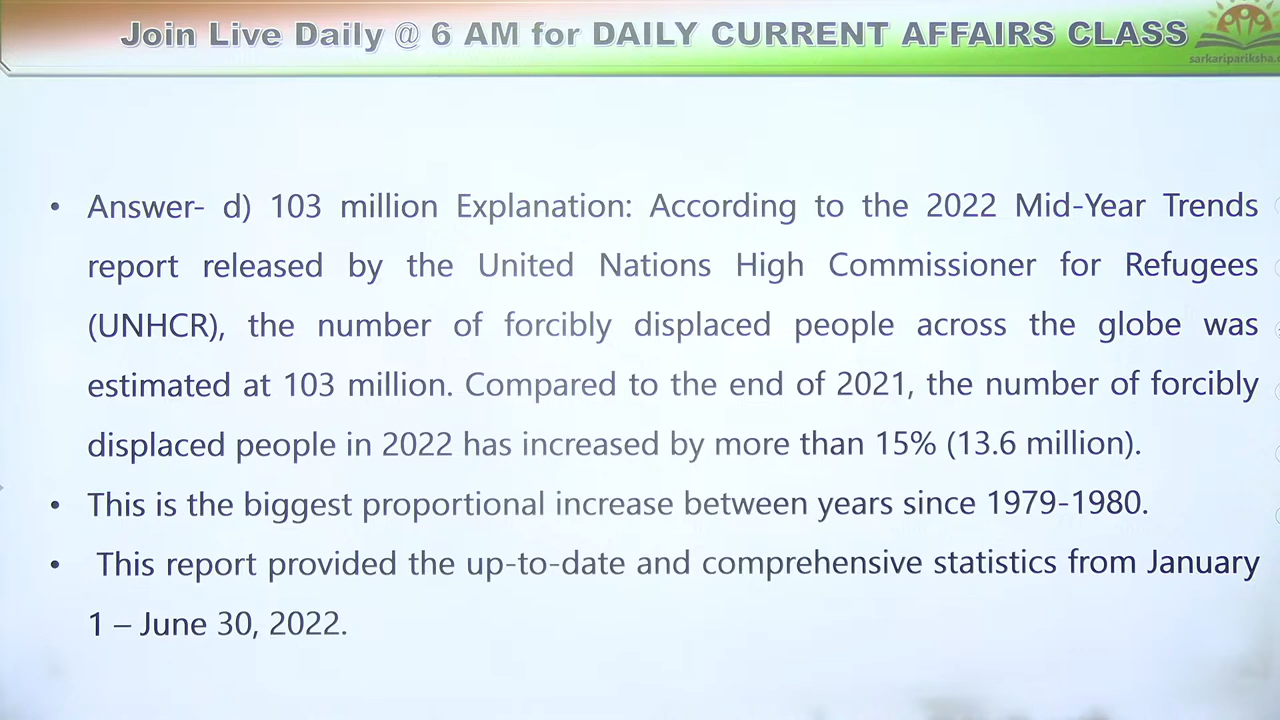 Join Live Daily @ 6 AM for DAILY CURRENT AFFAIRS CLASS
sarkaripariksha.c
• Answer- d) 103 million Explanation: According to the 2022 Mid-Year Trends
report released by the United Nations High Commissioner for Refugees
(UNHCR), the number of forcibly displaced people across the globe was
estimated at 103 million. Compared to the end of 2021, the number of forcibly
displaced people in 2022 has increased by more than 15% (13.6 million).
• This is the biggest proportional increase between years since 1979-1980.
• This report provided the up-to-date and comprehensive statistics from January
1 – June 30, 2022.